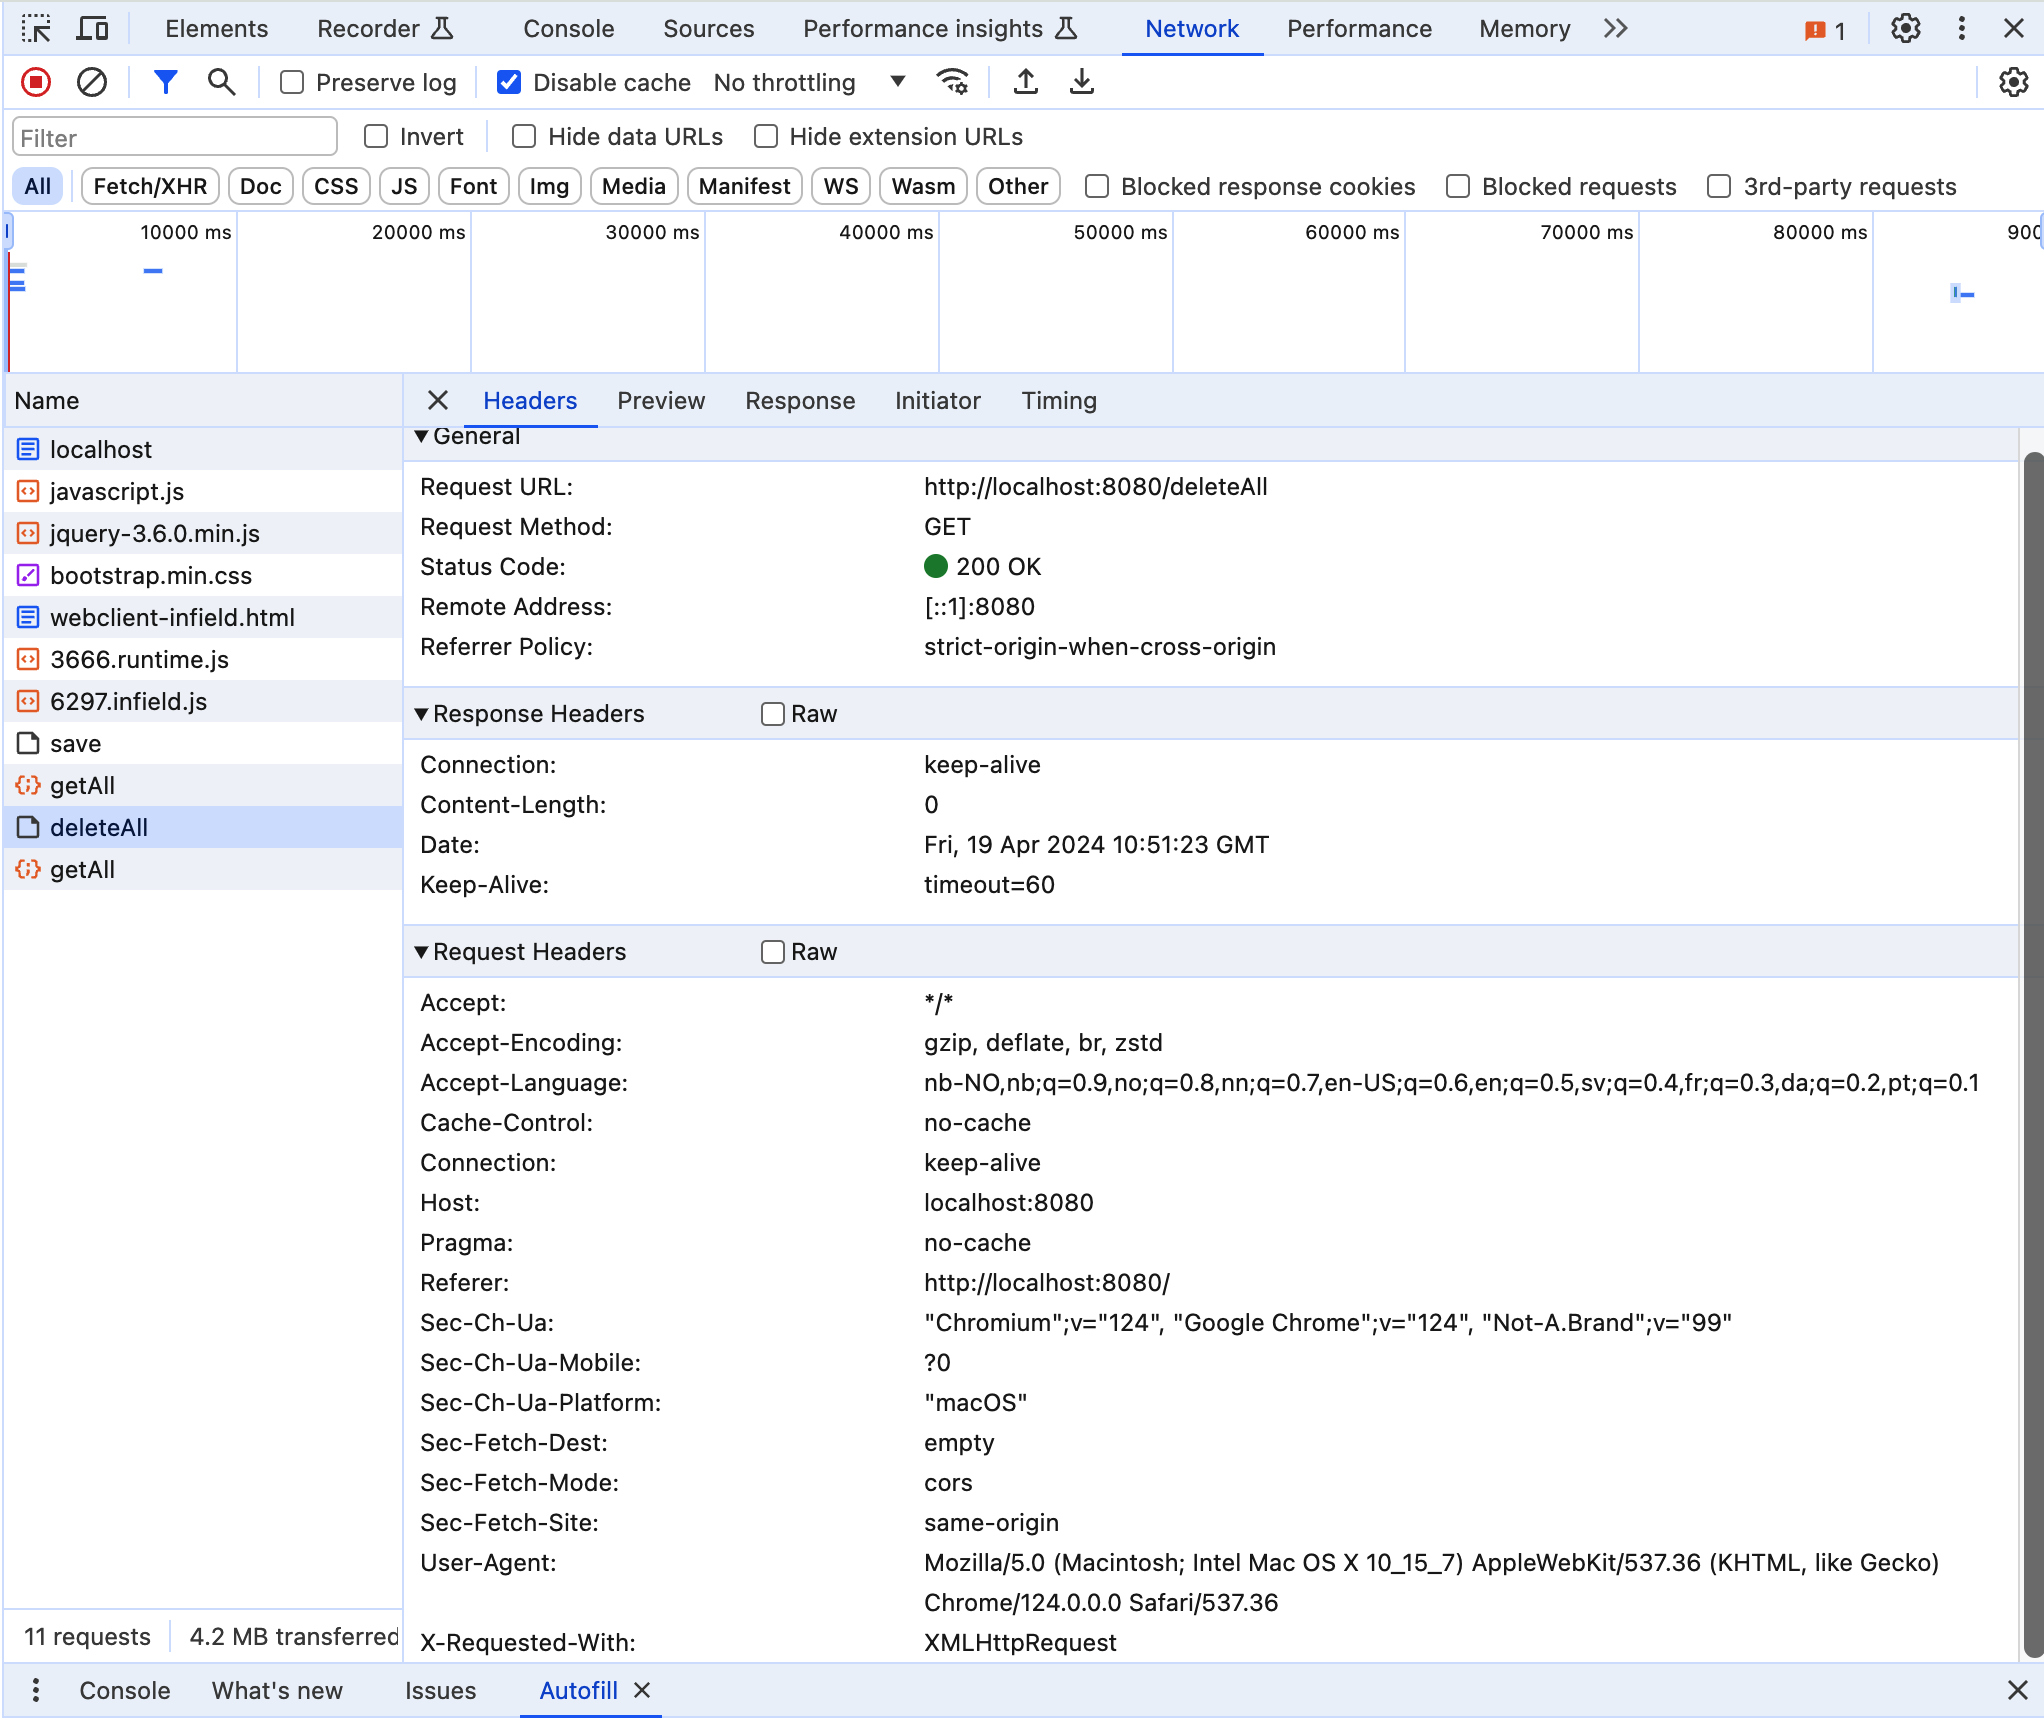 Elements Recorder Console Sources Performance insights Network Performance Memory 1
Preserve log Disable cache No throttling
Filter Invert Hide data URLs Hide extension URLs
All Fetch/XHR Doc CSS JS Font Img Media Manifest WS Wasm Other Blocked response cookies Blocked requests 3rd-party requests
10000 ms 20000 ms 30000 ms 40000 ms 50000 ms 60000 ms 70000 ms 80000 ms
Name
localhost
javascript.js
jquery-3.6.0.min.js
bootstrap.min.css
webclient-infield.html
3666.runtime.js
6297.infield.js
save
getAll
deleteAll
getAll
11 requests 4.2 MB transferred
Headers Preview Response Initiator Timing
General
Request URL: http://localhost:8080/deleteAll
Request Method: GET
Status Code: 200 OK
Remote Address: [::1]:8080
Referrer Policy: strict-origin-when-cross-origin
Response Headers Raw
Connection: keep-alive
Content-Length: 0
Date: Fri, 19 Apr 2024 10:51:23 GMT
Keep-Alive: timeout=60
Request Headers Raw
Accept: */*
Accept-Encoding: gzip, deflate, br, zstd
Accept-Language: nb-NO,nb;q=0.9,no;q=0.8,nn;q=0.7,en-US;q=0.6,en;q=0.5,sv;q=0.4,fr;q=0.3,da;q=0.2,pt;q=0.1
Cache-Control: no-cache
Connection: keep-alive
Host: localhost:8080
Pragma: no-cache
Referer: http://localhost:8080/
Sec-Ch-Ua: "Chromium";v="124", "Google Chrome";v="124", "Not-A.Brand";v="99"
Sec-Ch-Ua-Mobile: ?0
Sec-Ch-Ua-Platform: "macOS"
Sec-Fetch-Dest: empty
Sec-Fetch-Mode: cors
Sec-Fetch-Site: same-origin
User-Agent: Mozilla/5.0 (Macintosh; Intel Mac OS X 10_15_7) AppleWebKit/537.36 (KHTML, like Gecko)
Chrome/124.0.0.0 Safari/537.36
X-Requested-With: XMLHttpRequest
Console What's new Issues Autofill